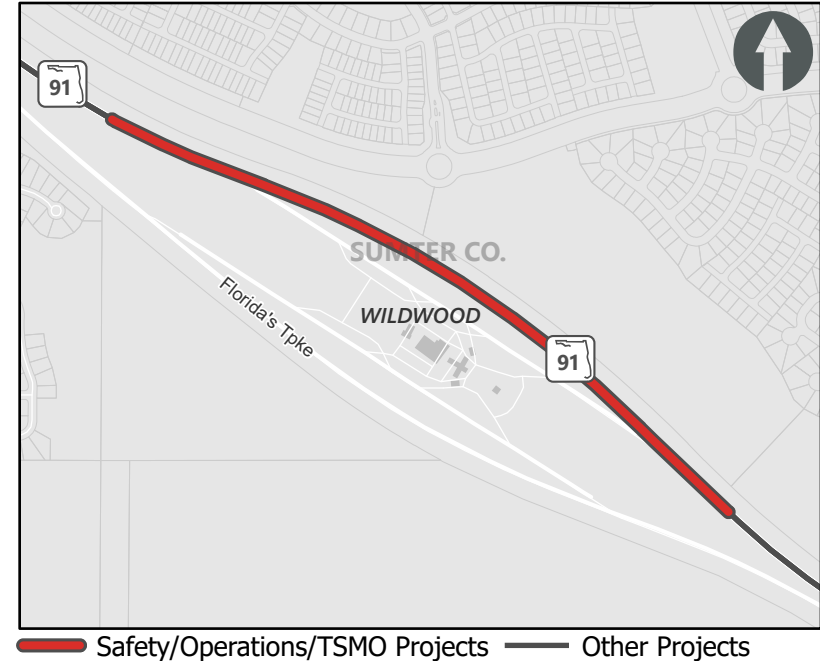 91
SUMTER CO.
WILDWOOD
Florida's Tpke
91
Safety/Operations/TSMO Projects
Other Projects